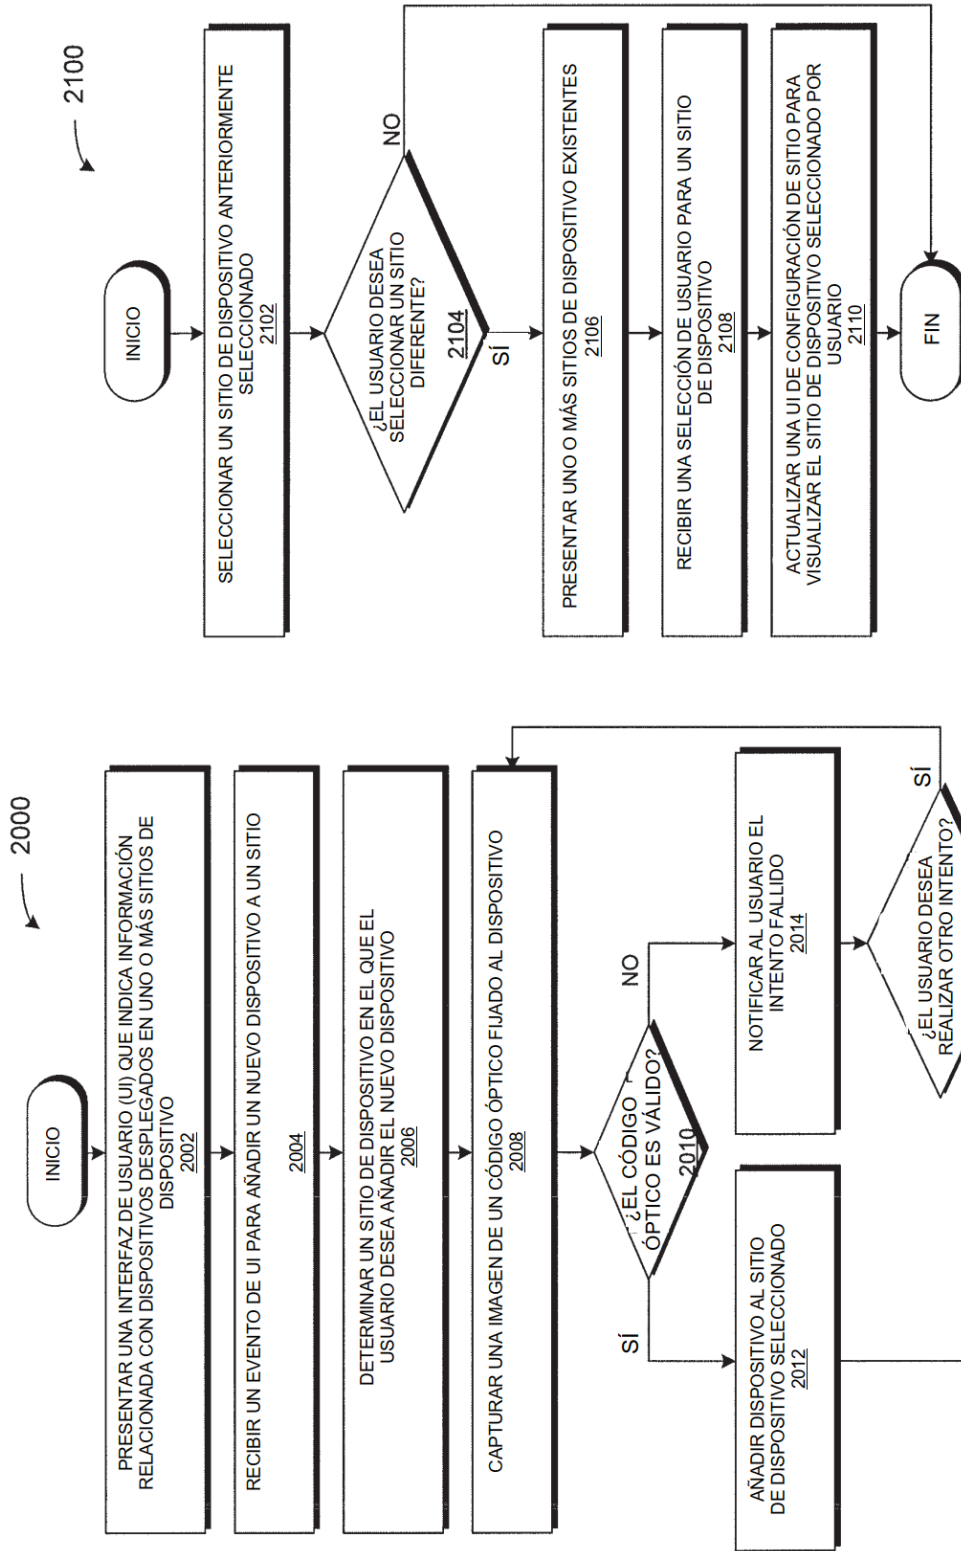 2000
INICIO
PRESENTAR UNA INTERFAZ DE USUARIO (UI) QUE INDICA INFORMACIÓN
RELACIONADA CON DISPOSITIVOS DESPLEGADOS EN UNO O MÁS SITIOS DE
DISPOSITIVO
2002
RECIBIR UN EVENTO DE UI PARA AÑADIR UN NUEVO DISPOSITIVO A UN SITIO
2004
DETERMINAR UN SITIO DE DISPOSITIVO EN EL QUE EL
USUARIO DESEA AÑADIR EL NUEVO DISPOSITIVO
2006
CAPTURAR UNA IMAGEN DE UN CÓDIGO ÓPTICO FIJADO AL DISPOSITIVO
2008
¿EL CÓDIGO
ÓPTICO ES VÁLIDO?
2010
SÍ
NO
AÑADIR DISPOSITIVO AL SITIO
DE DISPOSITIVO SELECCIONADO
2012
NOTIFICAR AL USUARIO EL
INTENTO FALLIDO
2014
¿EL USUARIO DESEA
REALIZAR OTRO INTENTO?
SÍ
2100
INICIO
SELECCIONAR UN SITIO DE DISPOSITIVO ANTERIORMENTE
SELECCIONADO
2102
¿EL USUARIO DESEA
SELECCIONAR UN SITIO
DIFERENTE?
2104
NO
SÍ
PRESENTAR UNO O MÁS SITIOS DE DISPOSITIVO EXISTENTES
2106
RECIBIR UNA SELECCIÓN DE USUARIO PARA UN SITIO
DE DISPOSITIVO
2108
ACTUALIZAR UNA UI DE CONFIGURACIÓN DE SITIO PARA
VISUALIZAR EL SITIO DE DISPOSITIVO SELECCIONADO POR
USUARIO
2110
FIN